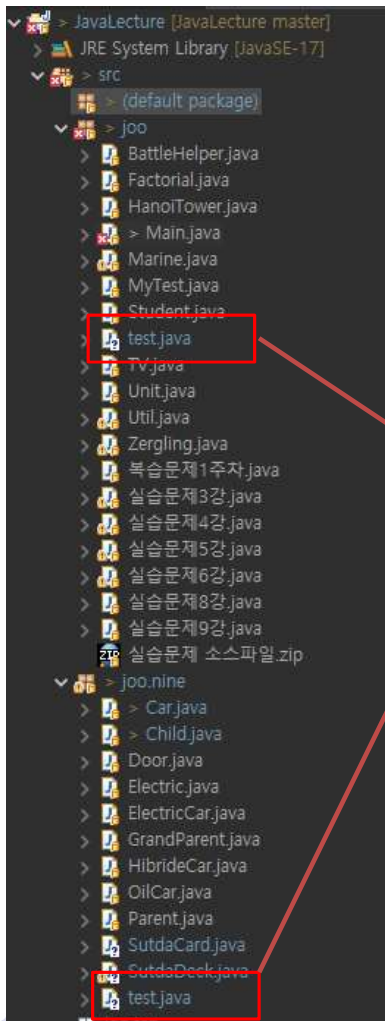 > JavaLecture [JavaLecture master]
> JRE System Library [JavaSE-17]
> src
> (default package)
> joo
> BattleHelper.java
> Factorial.java
> HanoiTower.java
> > Main.java
> Marine.java
> MyTest.java
> Student.java
> test.java
> TV.java
> Unit.java
> Util.java
> Zergling.java
> 복습문제1주차.java
> 실습문제3강.java
> 실습문제4강.java
> 실습문제5강.java
> 실습문제6강.java
> 실습문제8강.java
> 실습문제9강.java
ZIP 실습문제 소스파일.zip
> joo.nine
> > Car.java
> > Child.java
> Door.java
> Electric.java
> ElectricCar.java
> GrandParent.java
> HibrideCar.java
> OilCar.java
> Parent.java
> SutdaCard.java
> SutdaDeck.java
> test.java